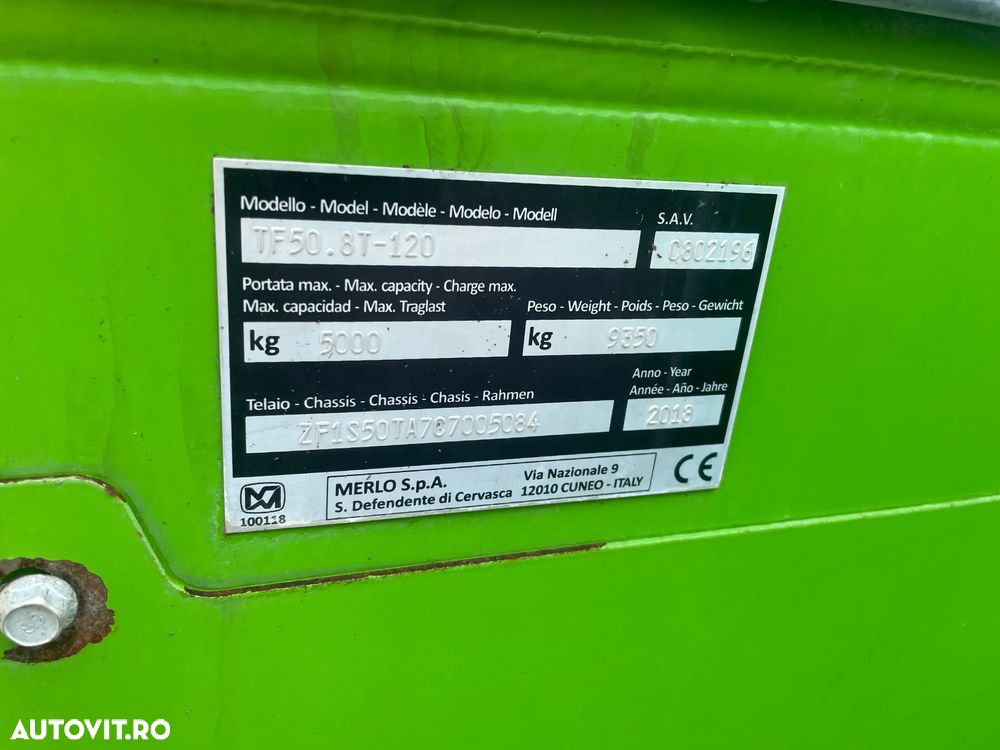 Modello - Model - Modèle - Modelo - Modell
S.A.V.
TF50.8T-120
C802196
Portata max. - Max. capacity - Charge max.
Max. capacidad - Max. Traglast
Peso - Weight - Poids - Peso - Gewicht
kg 5000
kg 9350
Telaio - Chassis - Chassis - Chasis - Rahmen
Anno - Year
Année - Año - Jahre
2018
MERLO S.p.A.
S. Defendente di Cervasca
Via Nazionale 9
12010 CUNEO - ITALY
CE
100118
AUTOVIT.RO